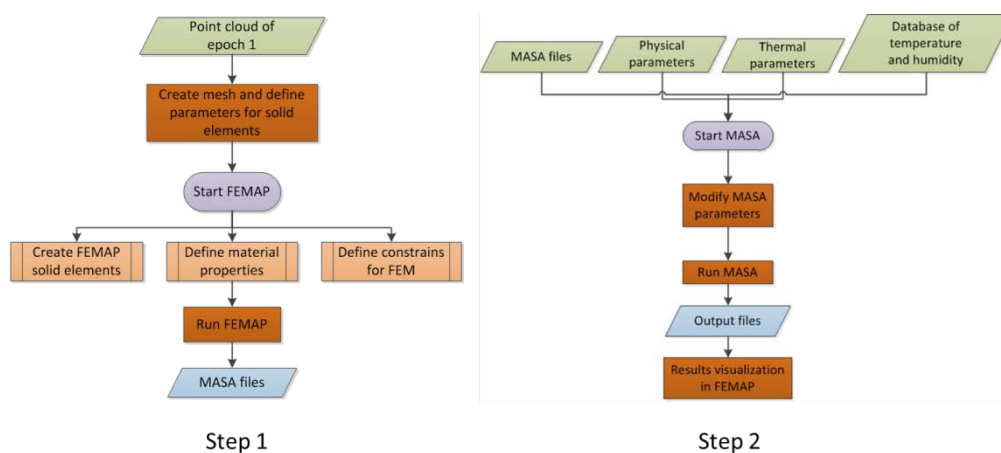 Point cloud of
epoch 1
Create mesh and define
parameters for solid
elements
Start FEMAP
Create FEMAP
solid elements
Define material
properties
Define constrains
for FEM
Run FEMAP
MASA files
Step 1
MASA files
Physical
parameters
Thermal
parameters
Database of
temperature
and humidity
Start MASA
Modify MASA
parameters
Run MASA
Output files
Results visualization
in FEMAP
Step 2